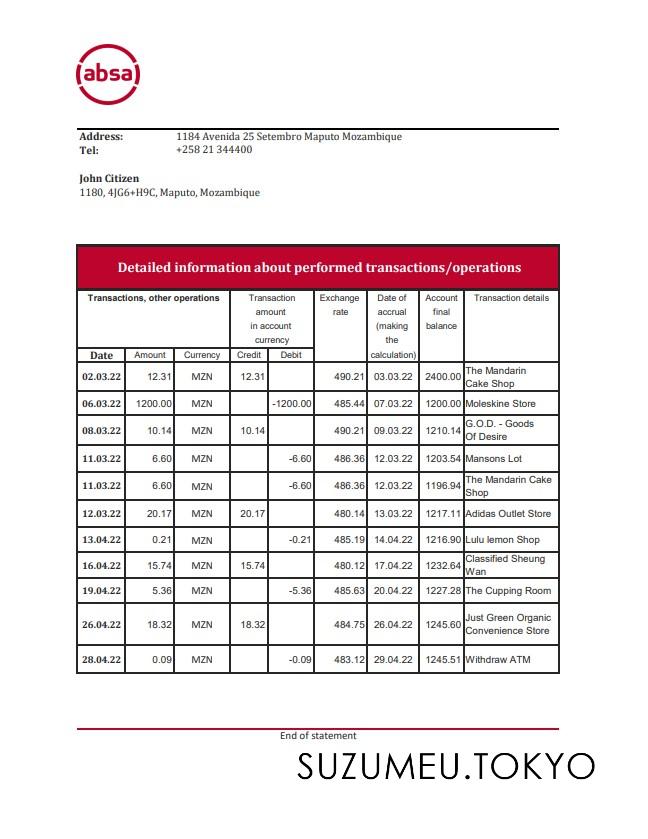 absa
Address: 1184 Avenida 25 Setembro Maputo Mozambique
Tel: +258 21 344400
John Citizen
1180, 4JG6+H9C, Maputo, Mozambique
Detailed information about performed transactions/operations
Transactions, other operations
Transaction
amount
in account
currency
Exchange
rate
Date of
accrual
(making
the
calculation)
Account
final
balance
Transaction details
Date Amount Currency Credit Debit
02.03.22 12.31 MZN 12.31 490.21 03.03.22 2400.00 The Mandarin
Cake Shop
06.03.22 1200.00 MZN -1200.00 485.44 07.03.22 1200.00 Moleskine Store
08.03.22 10.14 MZN 10.14 490.21 09.03.22 1210.14 G.O.D. - Goods
Of Desire
11.03.22 6.60 MZN -6.60 486.36 12.03.22 1203.54 Mansons Lot
11.03.22 6.60 MZN -6.60 486.36 12.03.22 1196.94 The Mandarin Cake
Shop
12.03.22 20.17 MZN 20.17 480.14 13.03.22 1217.11 Adidas Outlet Store
13.04.22 0.21 MZN -0.21 485.19 14.04.22 1216.90 Lulu lemon Shop
16.04.22 15.74 MZN 15.74 480.12 17.04.22 1232.64 Classified Sheung
Wan
19.04.22 5.36 MZN -5.36 485.63 20.04.22 1227.28 The Cupping Room
26.04.22 18.32 MZN 18.32 484.75 26.04.22 1245.60 Just Green Organic
Convenience Store
28.04.22 0.09 MZN -0.09 483.12 29.04.22 1245.51 Withdraw ATM
End of statement
SUZUMEU.TOKYO